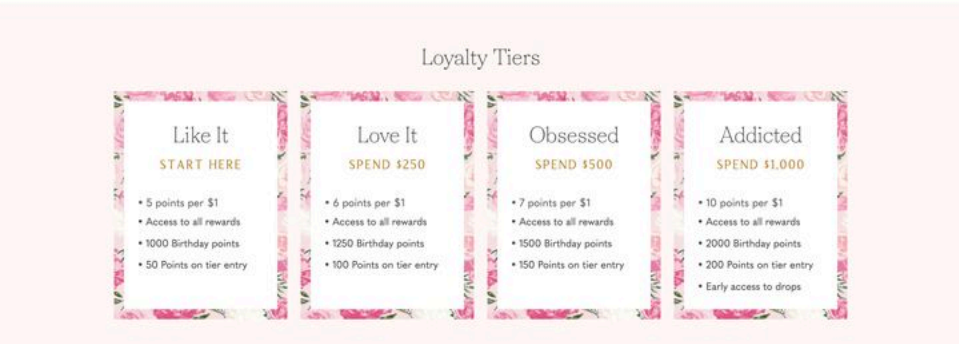 Loyalty Tiers
Like It
START HERE
• 5 points per $1
• Access to all rewards
• 1000 Birthday points
• 50 Points on tier entry
Love It
SPEND $250
• 6 points per $1
• Access to all rewards
• 1250 Birthday points
• 100 Points on tier entry
Obsessed
SPEND $500
• 7 points per $1
• Access to all rewards
• 1500 Birthday points
• 150 Points on tier entry
Addicted
SPEND $1,000
• 10 points per $1
• Access to all rewards
• 2000 Birthday points
• 200 Points on tier entry
• Early access to drops